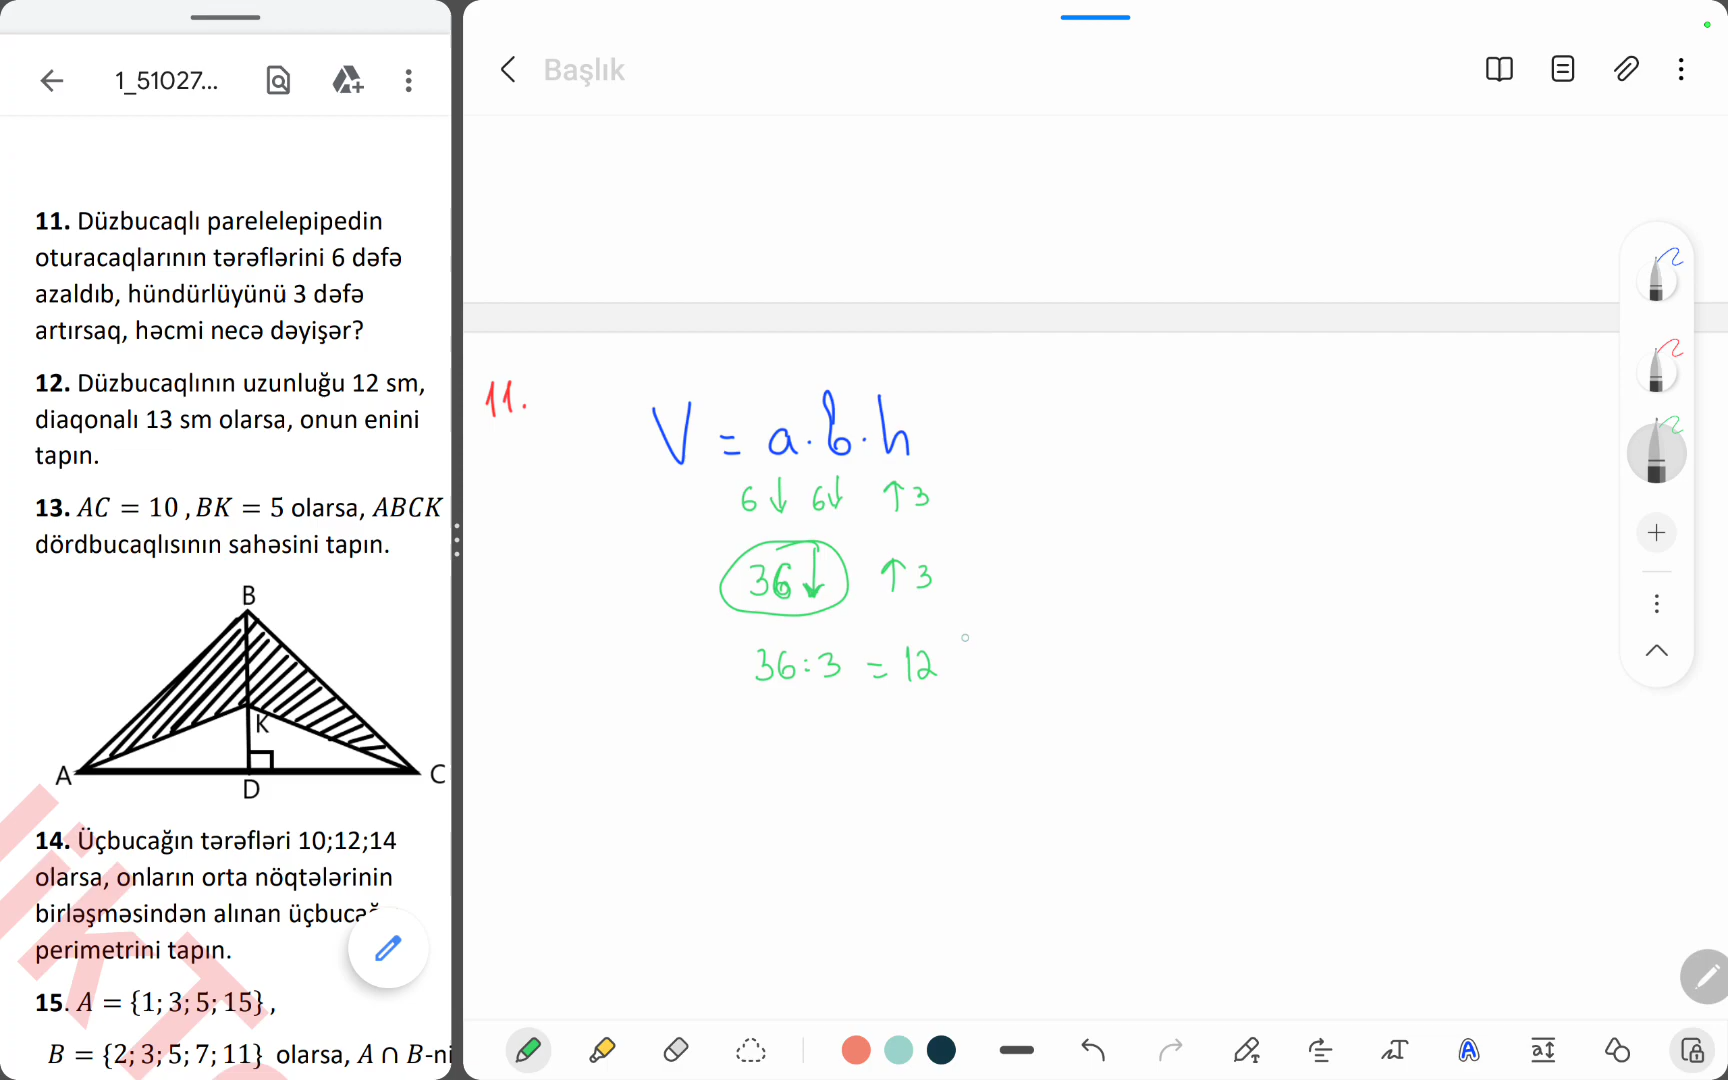 1_51027...
11. Düzbucaqlı parelelepipedin
oturacaqlarının tərəflərini 6 dəfə
azaldıb, hündürlüyünü 3 dəfə
artırsaq, həcmi necə dəyişər?
12. Düzbucaqlının uzunluğu 12 sm,
diaqonalı 13 sm olarsa, onun enini
tapın.
13. AC = 10 , BK = 5 olarsa, ABCK
dördbucaqlısının sahəsini tapın.
B
K
A
C
D
14. Üçbucağın tərəfləri 10;12;14
olarsa, onların orta nöqtələrinin
birləşməsindən alınan
perimetrini tapın.
15. A = {1; 3; 5; 15} ,
B = {2; 3; 5; 7; 11} olarsa, A ∩ B-ni
Başlık
11.
V = a · b · h
6 ↓ 6 ↓ ↑ 3
36 ↓ ↑ 3
36 : 3 = 12